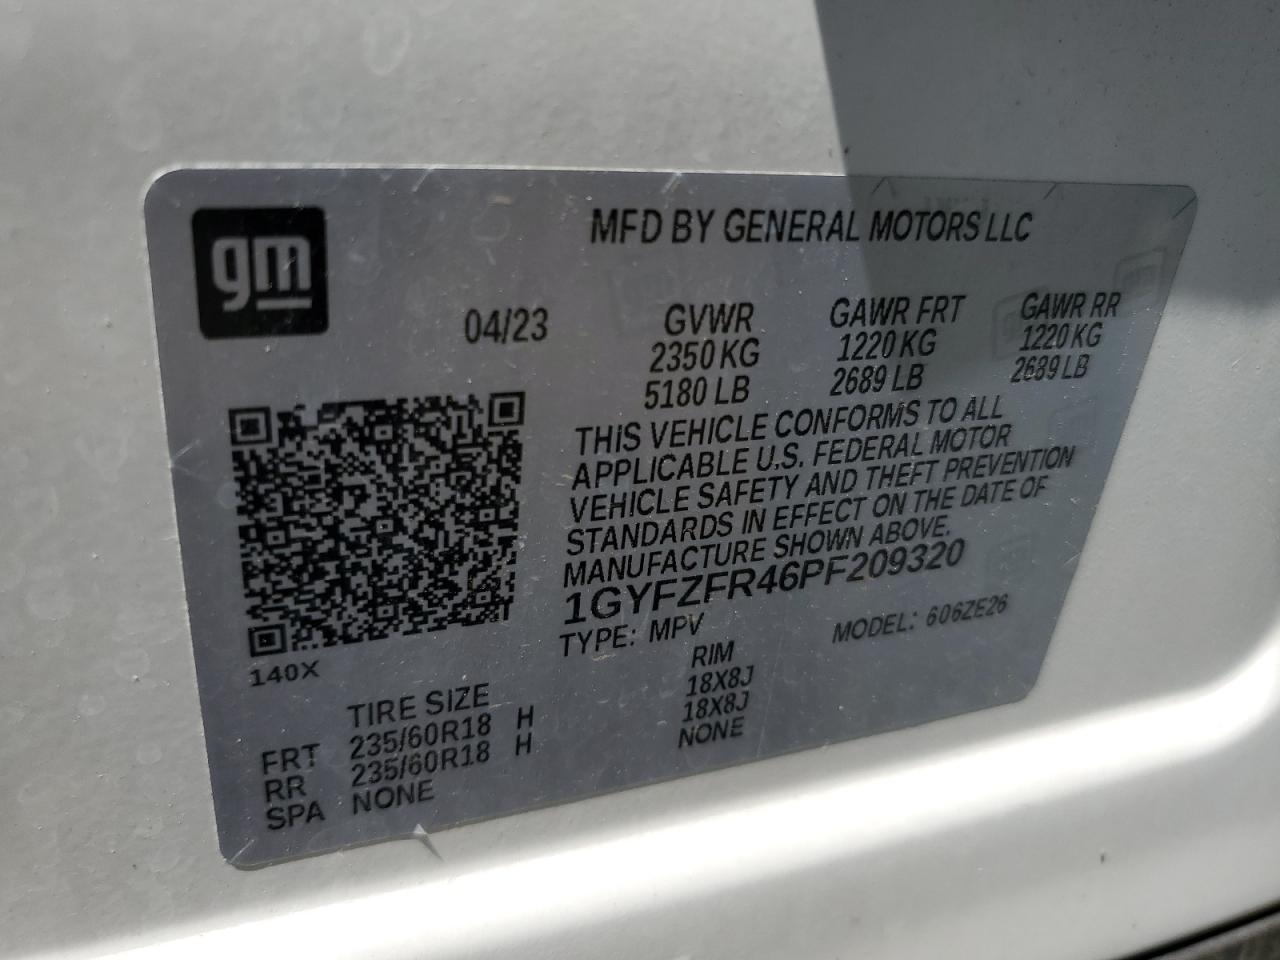 gm
MFD BY GENERAL MOTORS LLC
04/23
GVWR GAWR FRT GAWR RR
2350 KG 1220 KG 1220 KG
5180 LB 2689 LB 2689 LB
THIS VEHICLE CONFORMS TO ALL
APPLICABLE U.S. FEDERAL MOTOR
VEHICLE SAFETY AND THEFT PREVENTION
STANDARDS IN EFFECT ON THE DATE OF
MANUFACTURE SHOWN ABOVE.
1GYFZFR46PF209320
TYPE: MPV MODEL: 606ZE26
140X
TIRE SIZE RIM
FRT 235/60R18 H 18X8J
RR 235/60R18 H 18X8J
SPA NONE NONE